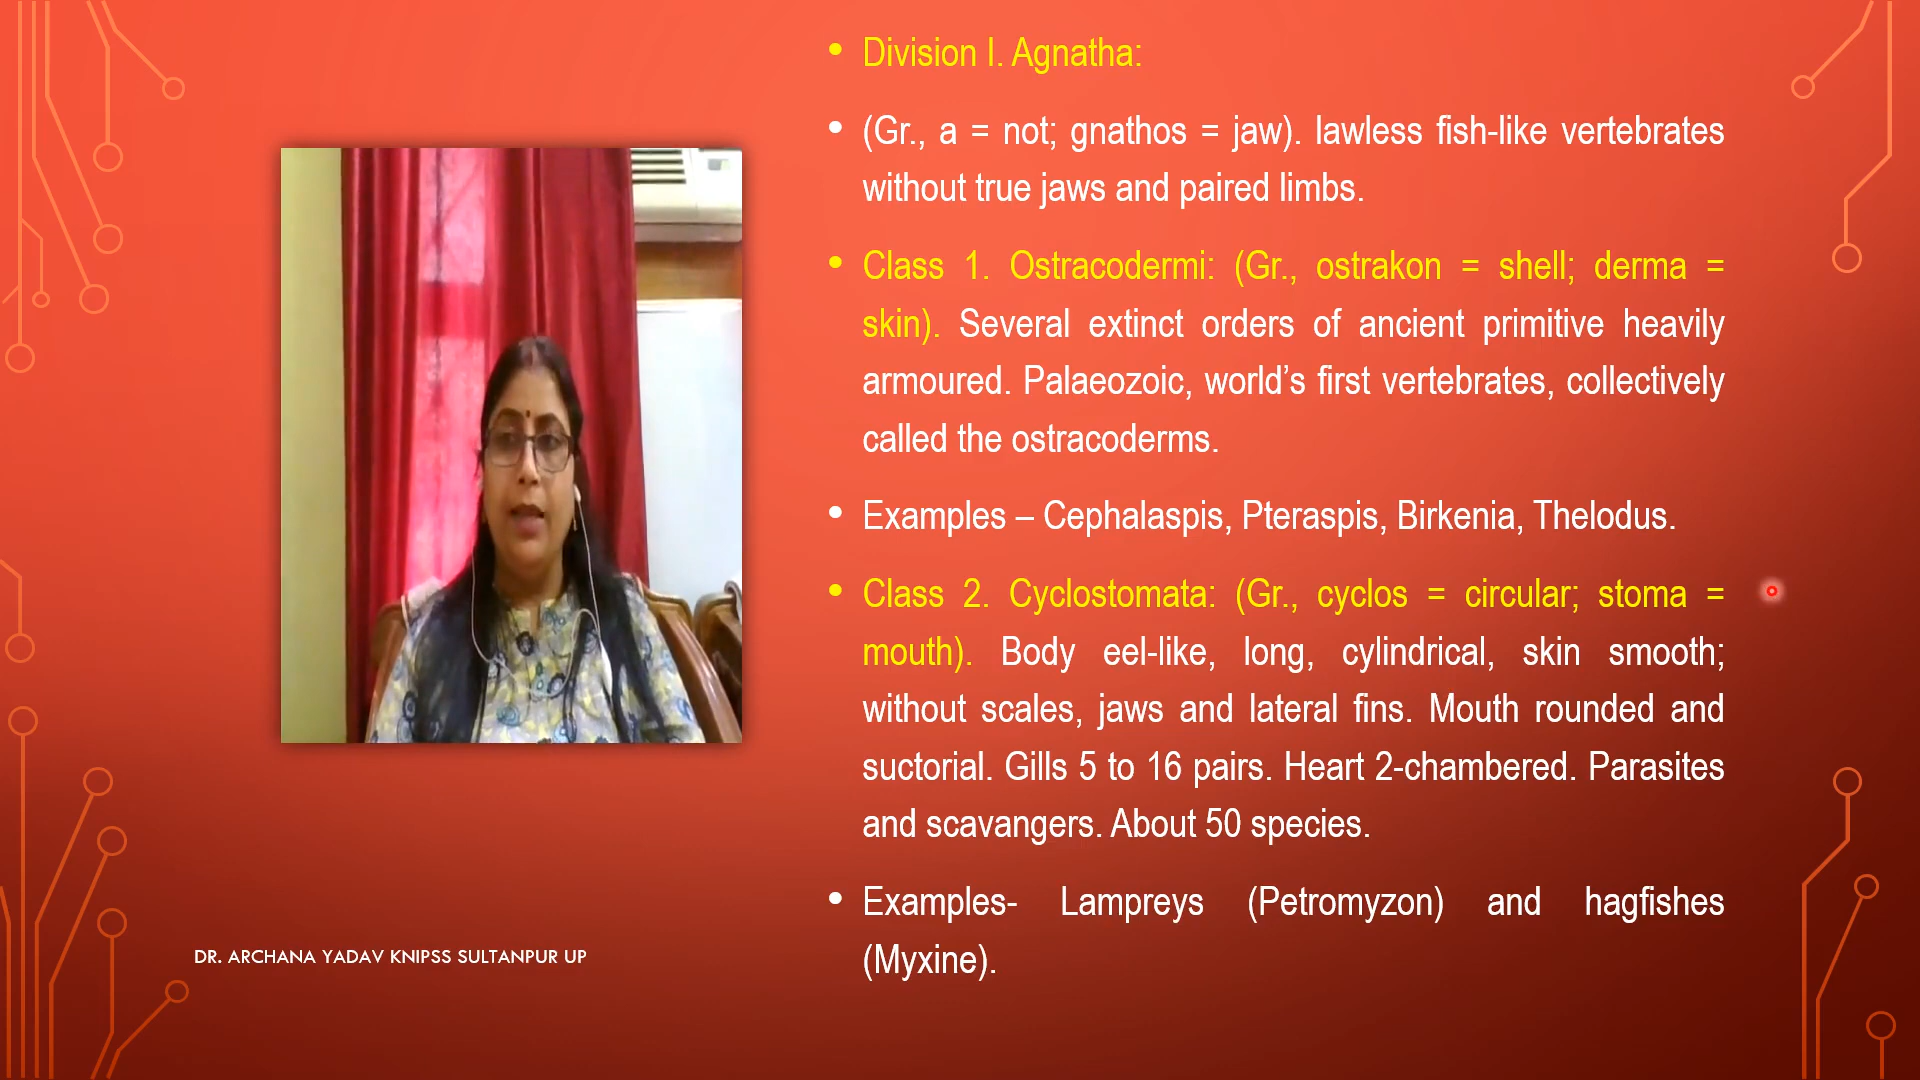 Division I. Agnatha:
(Gr., a = not; gnathos = jaw). lawless fish-like vertebrates
without true jaws and paired limbs.
Class 1. Ostracodermi: (Gr., ostrakon = shell; derma =
skin). Several extinct orders of ancient primitive heavily
armoured. Palaeozoic, world’s first vertebrates, collectively
called the ostracoderms.
Examples – Cephalaspis, Pteraspis, Birkenia, Thelodus.
Class 2. Cyclostomata: (Gr., cyclos = circular; stoma =
mouth). Body eel-like, long, cylindrical, skin smooth;
without scales, jaws and lateral fins. Mouth rounded and
suctorial. Gills 5 to 16 pairs. Heart 2-chambered. Parasites
and scavangers. About 50 species.
Examples- Lampreys (Petromyzon) and hagfishes
(Myxine).
DR. ARCHANA YADAV KNIPSS SULTANPUR UP